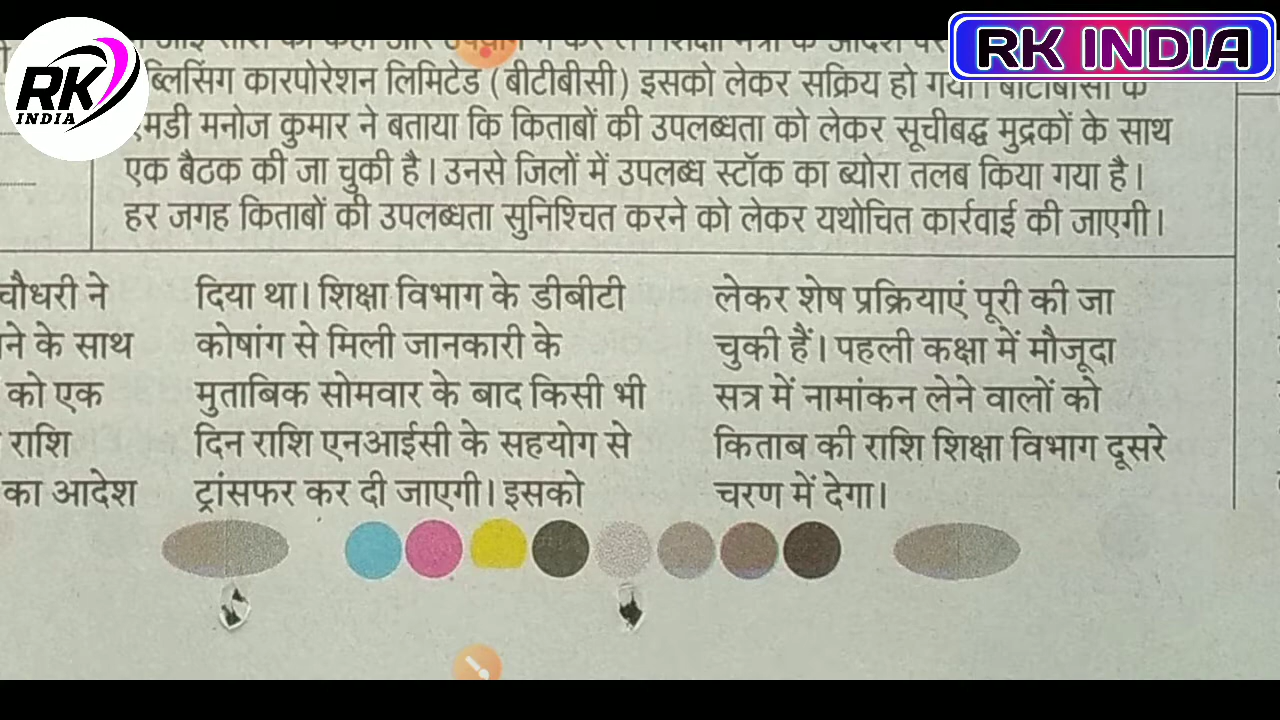 RK
INDIA
RK INDIA
ब्लिसिंग कारपोरेशन लिमिटेड (बीटीबीसी) इसको लेकर सक्रिय हो गया। बीटीबीसी के
एमडी मनोज कुमार ने बताया कि किताबों की उपलब्धता को लेकर सूचीबद्ध मुद्रकों के साथ
एक बैठक की जा चुकी है। उनसे जिलों में उपलब्ध स्टॉक का ब्योरा तलब किया गया है।
हर जगह किताबों की उपलब्धता सुनिश्चित करने को लेकर यथोचित कार्रवाई की जाएगी।
चौधरी ने
ने के साथ
को एक
राशि
का आदेश
दिया था। शिक्षा विभाग के डीबीटी
कोषांग से मिली जानकारी के
मुताबिक सोमवार के बाद किसी भी
दिन राशि एनआईसी के सहयोग से
ट्रांसफर कर दी जाएगी। इसको
लेकर शेष प्रक्रियाएं पूरी की जा
चुकी हैं। पहली कक्षा में मौजूदा
सत्र में नामांकन लेने वालों को
किताब की राशि शिक्षा विभाग दूसरे
चरण में देगा।